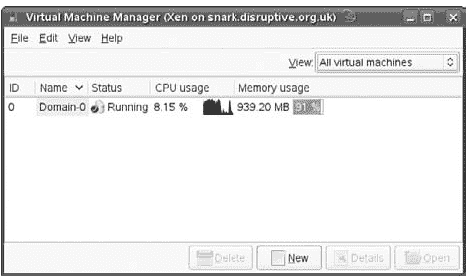 Virtual Machine Manager (Xen on snark.disruptive.org.uk)
File Edit View Help
View: All virtual machines
ID Name Status CPU usage Memory usage
0 Domain-0 Running 8.15 % 939.20 MB 91 %
Delete New Details Open